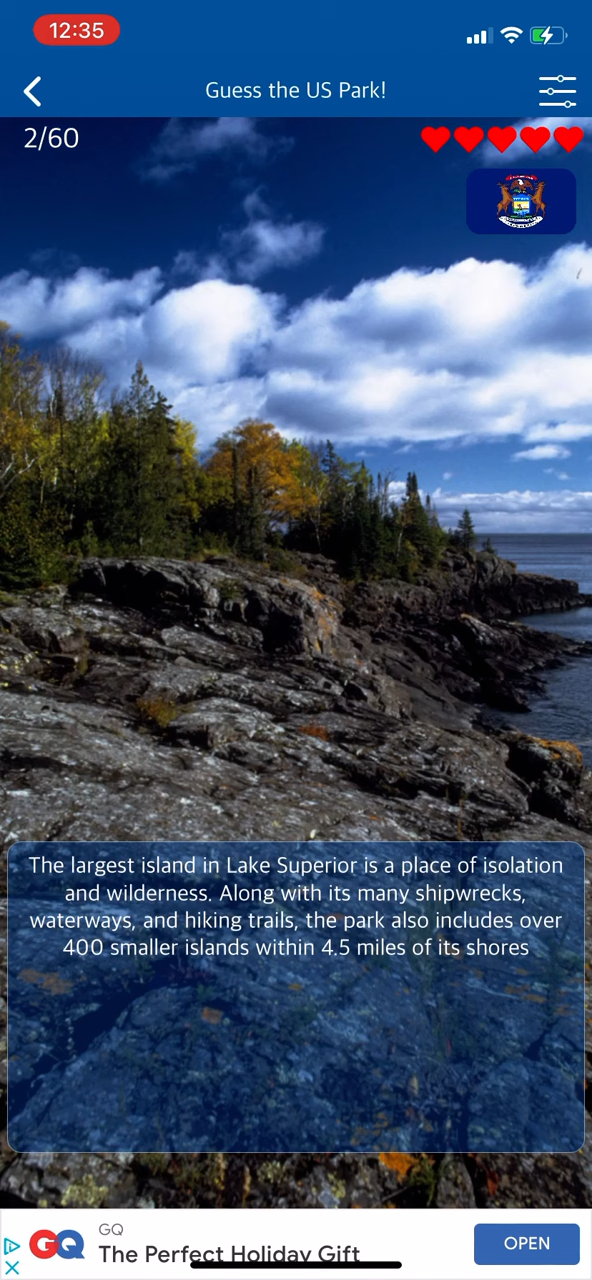 12:35
Guess the US Park!
2/60
The largest island in Lake Superior is a place of isolation
and wilderness. Along with its many shipwrecks,
waterways, and hiking trails, the park also includes over
400 smaller islands within 4.5 miles of its shores
GQ
GQ
The Perfect Holiday Gift
OPEN